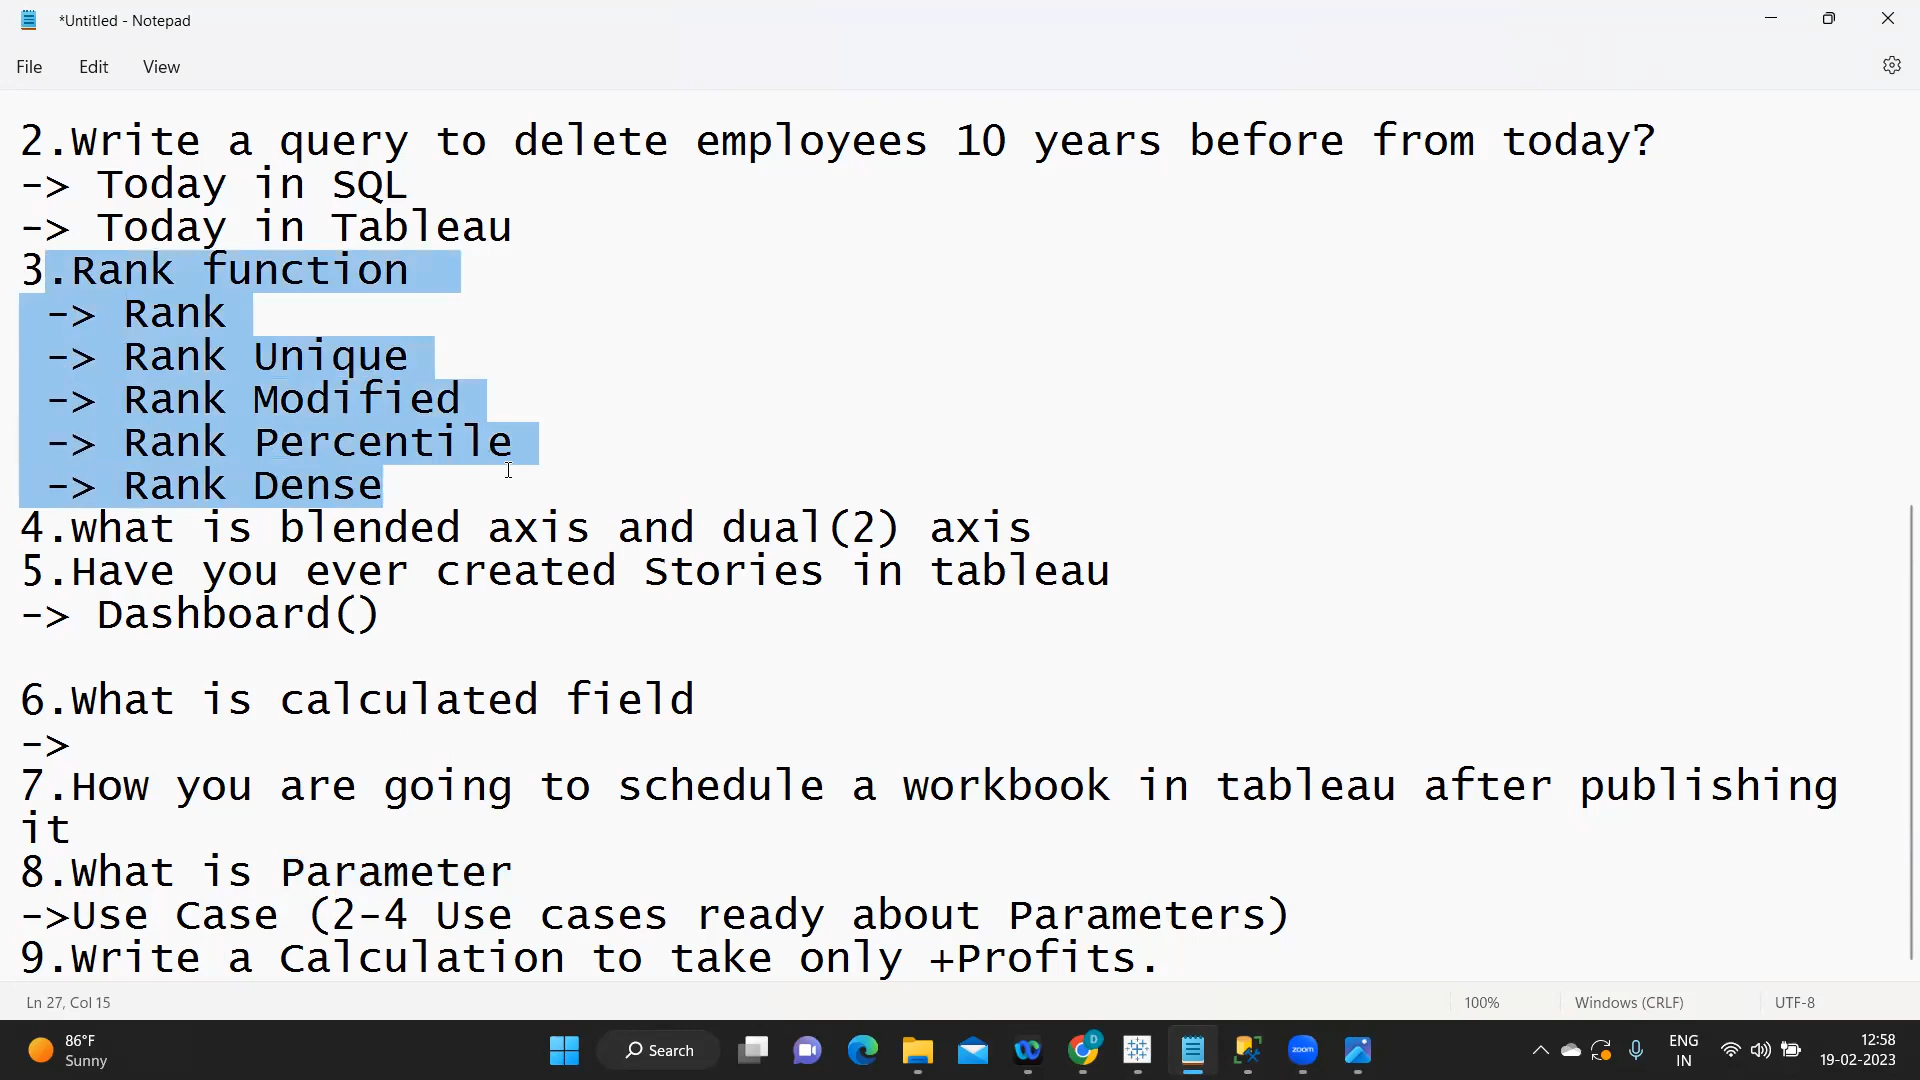 *Untitled - Notepad
File Edit View
2.Write a query to delete employees 10 years before from today?
-> Today in SQL
-> Today in Tableau
3.Rank function
-> Rank
-> Rank Unique
-> Rank Modified
-> Rank Percentile
-> Rank Dense
4.what is blended axis and dual(2) axis
5.Have you ever created Stories in tableau
-> Dashboard()
6.What is calculated field
->
7.How you are going to schedule a workbook in tableau after publishing
it
8.What is Parameter
->Use Case (2-4 Use cases ready about Parameters)
9.Write a Calculation to take only +Profits.
Ln 27, Col 15 100% Windows (CRLF) UTF-8
86°F
Sunny
Search
D
zoom
ENG
IN
12:58
19-02-2023